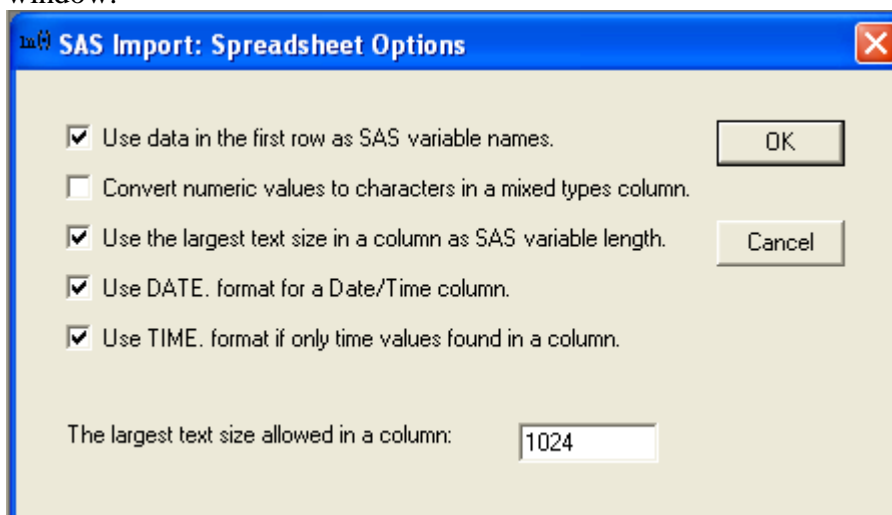 window.
SAS Import: Spreadsheet Options
Use data in the first row as SAS variable names.
OK
Convert numeric values to characters in a mixed types column.
Use the largest text size in a column as SAS variable length.
Cancel
Use DATE. format for a Date/Time column.
Use TIME. format if only time values found in a column.
The largest text size allowed in a column:
1024